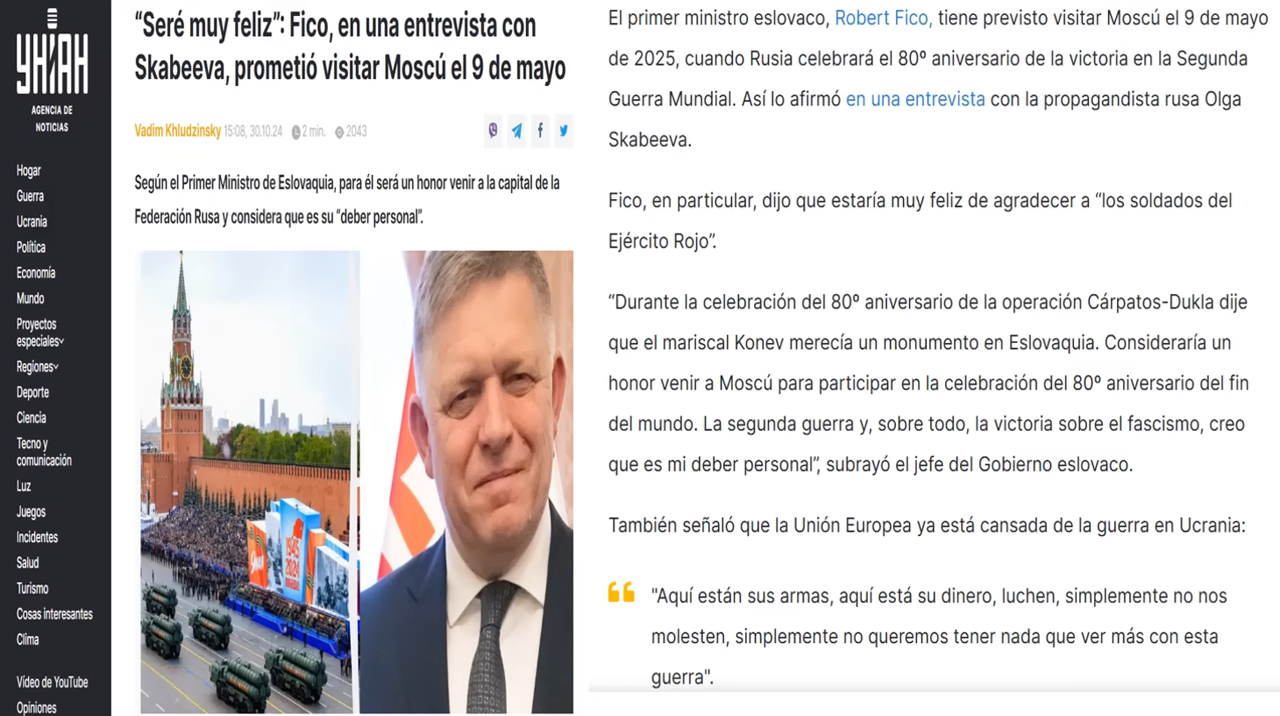 УНІАН
AGENCIA DE
NOTICIAS
Hogar
Guerra
Ucrania
Política
Economía
Mundo
Proyectos
especiales
Regiones
Deporte
Ciencia
Tecno y
comunicación
Luz
Juegos
Incidentes
Salud
Turismo
Cosas interesantes
Clima
Vídeo de YouTube
Opiniones
“Seré muy feliz”: Fico, en una entrevista con
Skabeeva, prometió visitar Moscú el 9 de mayo
Vadim Khludzinsky 15:08, 30.10.24 2 min. 2043
Según el Primer Ministro de Eslovaquia, para él será un honor venir a la capital de la
Federación Rusa y considera que es su “deber personal”.
1945
2024
El primer ministro eslovaco, Robert Fico, tiene previsto visitar Moscú el 9 de mayo
de 2025, cuando Rusia celebrará el 80º aniversario de la victoria en la Segunda
Guerra Mundial. Así lo afirmó en una entrevista con la propagandista rusa Olga
Skabeeva.
Fico, en particular, dijo que estaría muy feliz de agradecer a “los soldados del
Ejército Rojo”.
“Durante la celebración del 80º aniversario de la operación Cárpatos-Dukla dije
que el mariscal Konev merecía un monumento en Eslovaquia. Consideraría un
honor venir a Moscú para participar en la celebración del 80º aniversario del fin
del mundo. La segunda guerra y, sobre todo, la victoria sobre el fascismo, creo
que es mi deber personal”, subrayó el jefe del Gobierno eslovaco.
También señaló que la Unión Europea ya está cansada de la guerra en Ucrania:
"Aquí están sus armas, aquí está su dinero, luchen, simplemente no nos
molesten, simplemente no queremos tener nada que ver más con esta
guerra".